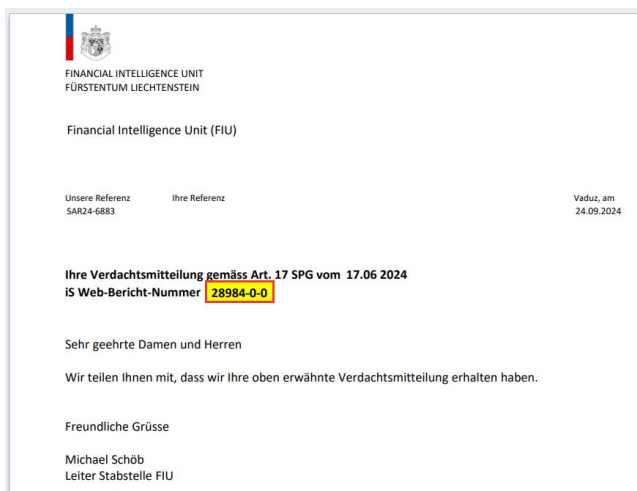 FINANCIAL INTELLIGENCE UNIT
FÜRSTENTUM LIECHTENSTEIN
Financial Intelligence Unit (FIU)
Unsere Referenz Ihre Referenz Vaduz, am
SAR24-6883 24.09.2024
Ihre Verdachtsmitteilung gemäss Art. 17 SPG vom 17.06 2024
iS Web-Bericht-Nummer 28984-0-0
Sehr geehrte Damen und Herren
Wir teilen Ihnen mit, dass wir Ihre oben erwähnte Verdachtsmitteilung erhalten haben.
Freundliche Grüsse
Michael Schöb
Leiter Stabstelle FIU